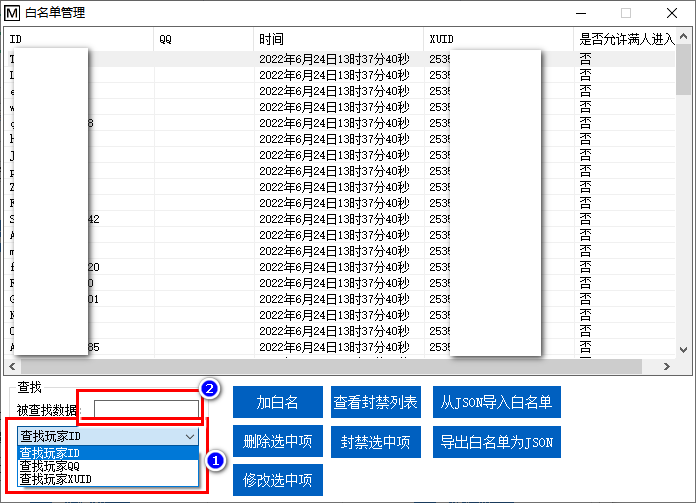 M 白名单管理
ID QQ 时间 XUID 是否允许满人进入
T 2022年6月24日13时37分40秒 2535 否
L 2022年6月24日13时37分40秒 2535 否
e 2022年6月24日13时37分40秒 2535 否
w 2022年6月24日13时37分40秒 2535 否
8 2022年6月24日13时37分40秒 2535 否
h 2022年6月24日13时37分40秒 2535 否
J 2022年6月24日13时37分40秒 2535 否
p 2022年6月24日13时37分40秒 2535 否
Z 2022年6月24日13时37分40秒 2535 否
2022年6月24日13时37分40秒 2535 否
S 42 2022年6月24日13时37分40秒 2535 否
A 2022年6月24日13时37分40秒 2535 否
m 2022年6月24日13时37分40秒 2535 否
f 20 2022年6月24日13时37分40秒 2535 否
0 2022年6月24日13时37分40秒 2535 否
G 01 2022年6月24日13时37分40秒 2535 否
N 2022年6月24日13时37分40秒 2535 否
2022年6月24日13时37分40秒 2535 否
A 85 2022年6月24日13时37分40秒 2535 否
查找
被查找数据:
2
查找玩家ID
查找玩家ID
查找玩家QQ
查找玩家XUID
1
加白名 查看封禁列表 从JSON导入白名单
删除选中项 封禁选中项 导出白名单为JSON
修改选中项